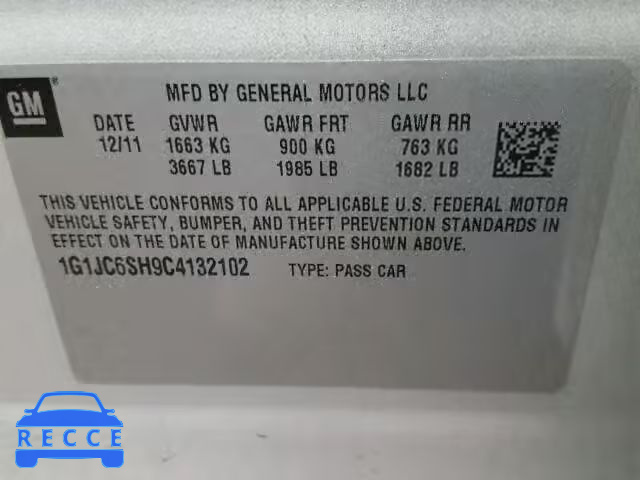 GM ®
MFD BY GENERAL MOTORS LLC
DATE GVWR GAWR FRT GAWR RR
12/11 1663 KG 900 KG 763 KG
3667 LB 1985 LB 1682 LB
THIS VEHICLE CONFORMS TO ALL APPLICABLE U.S. FEDERAL MOTOR
VEHICLE SAFETY, BUMPER, AND THEFT PREVENTION STANDARDS IN
EFFECT ON THE DATE OF MANUFACTURE SHOWN ABOVE.
1G1JC6SH9C4132102 TYPE: PASS CAR
RECCE